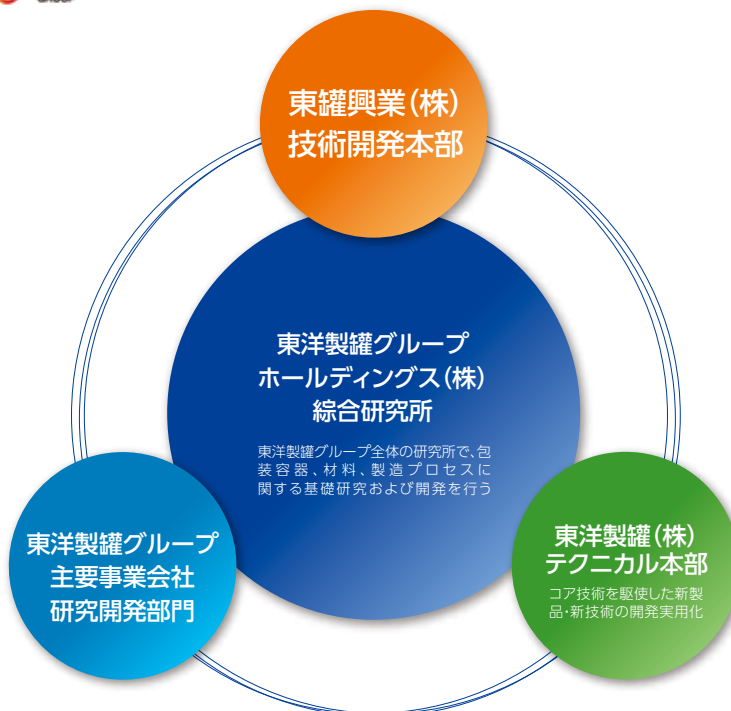 東罐興業(株)
技術開発本部
東洋製罐グループ
ホールディングス(株)
綜合研究所
東洋製罐グループ全体の研究所で、包
装容器、材料、製造プロセスに
関する基礎研究および開発を行う
東洋製罐グループ
主要事業会社
研究開発部門
東洋製罐(株)
テクニカル本部
コア技術を駆使した新製
品・新技術の開発実用化